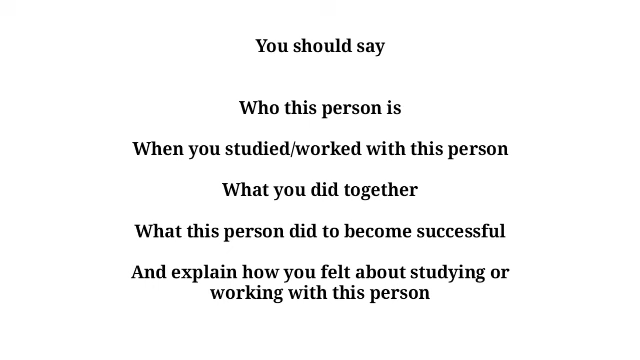 You should say
Who this person is
When you studied/worked with this person
What you did together
What this person did to become successful
And explain how you felt about studying or
working with this person